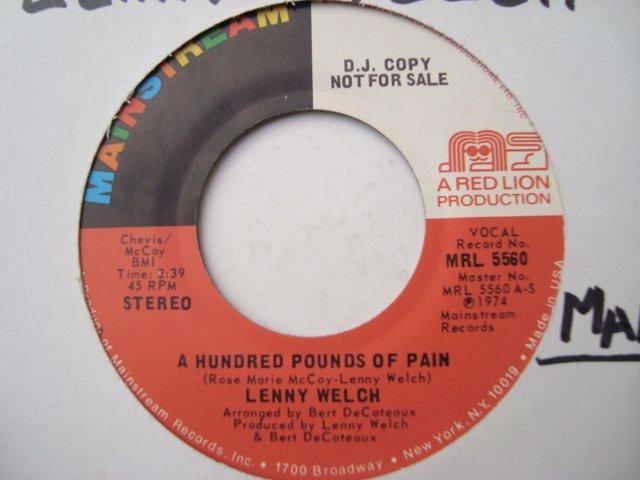 MAINSTREAM
D.J. COPY
NOT FOR SALE
A RED LION
PRODUCTION
Chevis/
McCoy
BMI
Time: 2:39
45 RPM
STEREO
VOCAL
Record No.
MRL 5560
Master No.
MRL 5560 A-S
℗1974
Mainstream
Records
A HUNDRED POUNDS OF PAIN
(Rose Marie McCoy-Lenny Welch)
LENNY WELCH
Arranged by Bert DeCoteaux
Produced by Lenny Welch
& Bert DeCoteaux
Product of Mainstream Records, Inc. • 1700 Broadway • New York, N.Y. 10019 • Made in USA